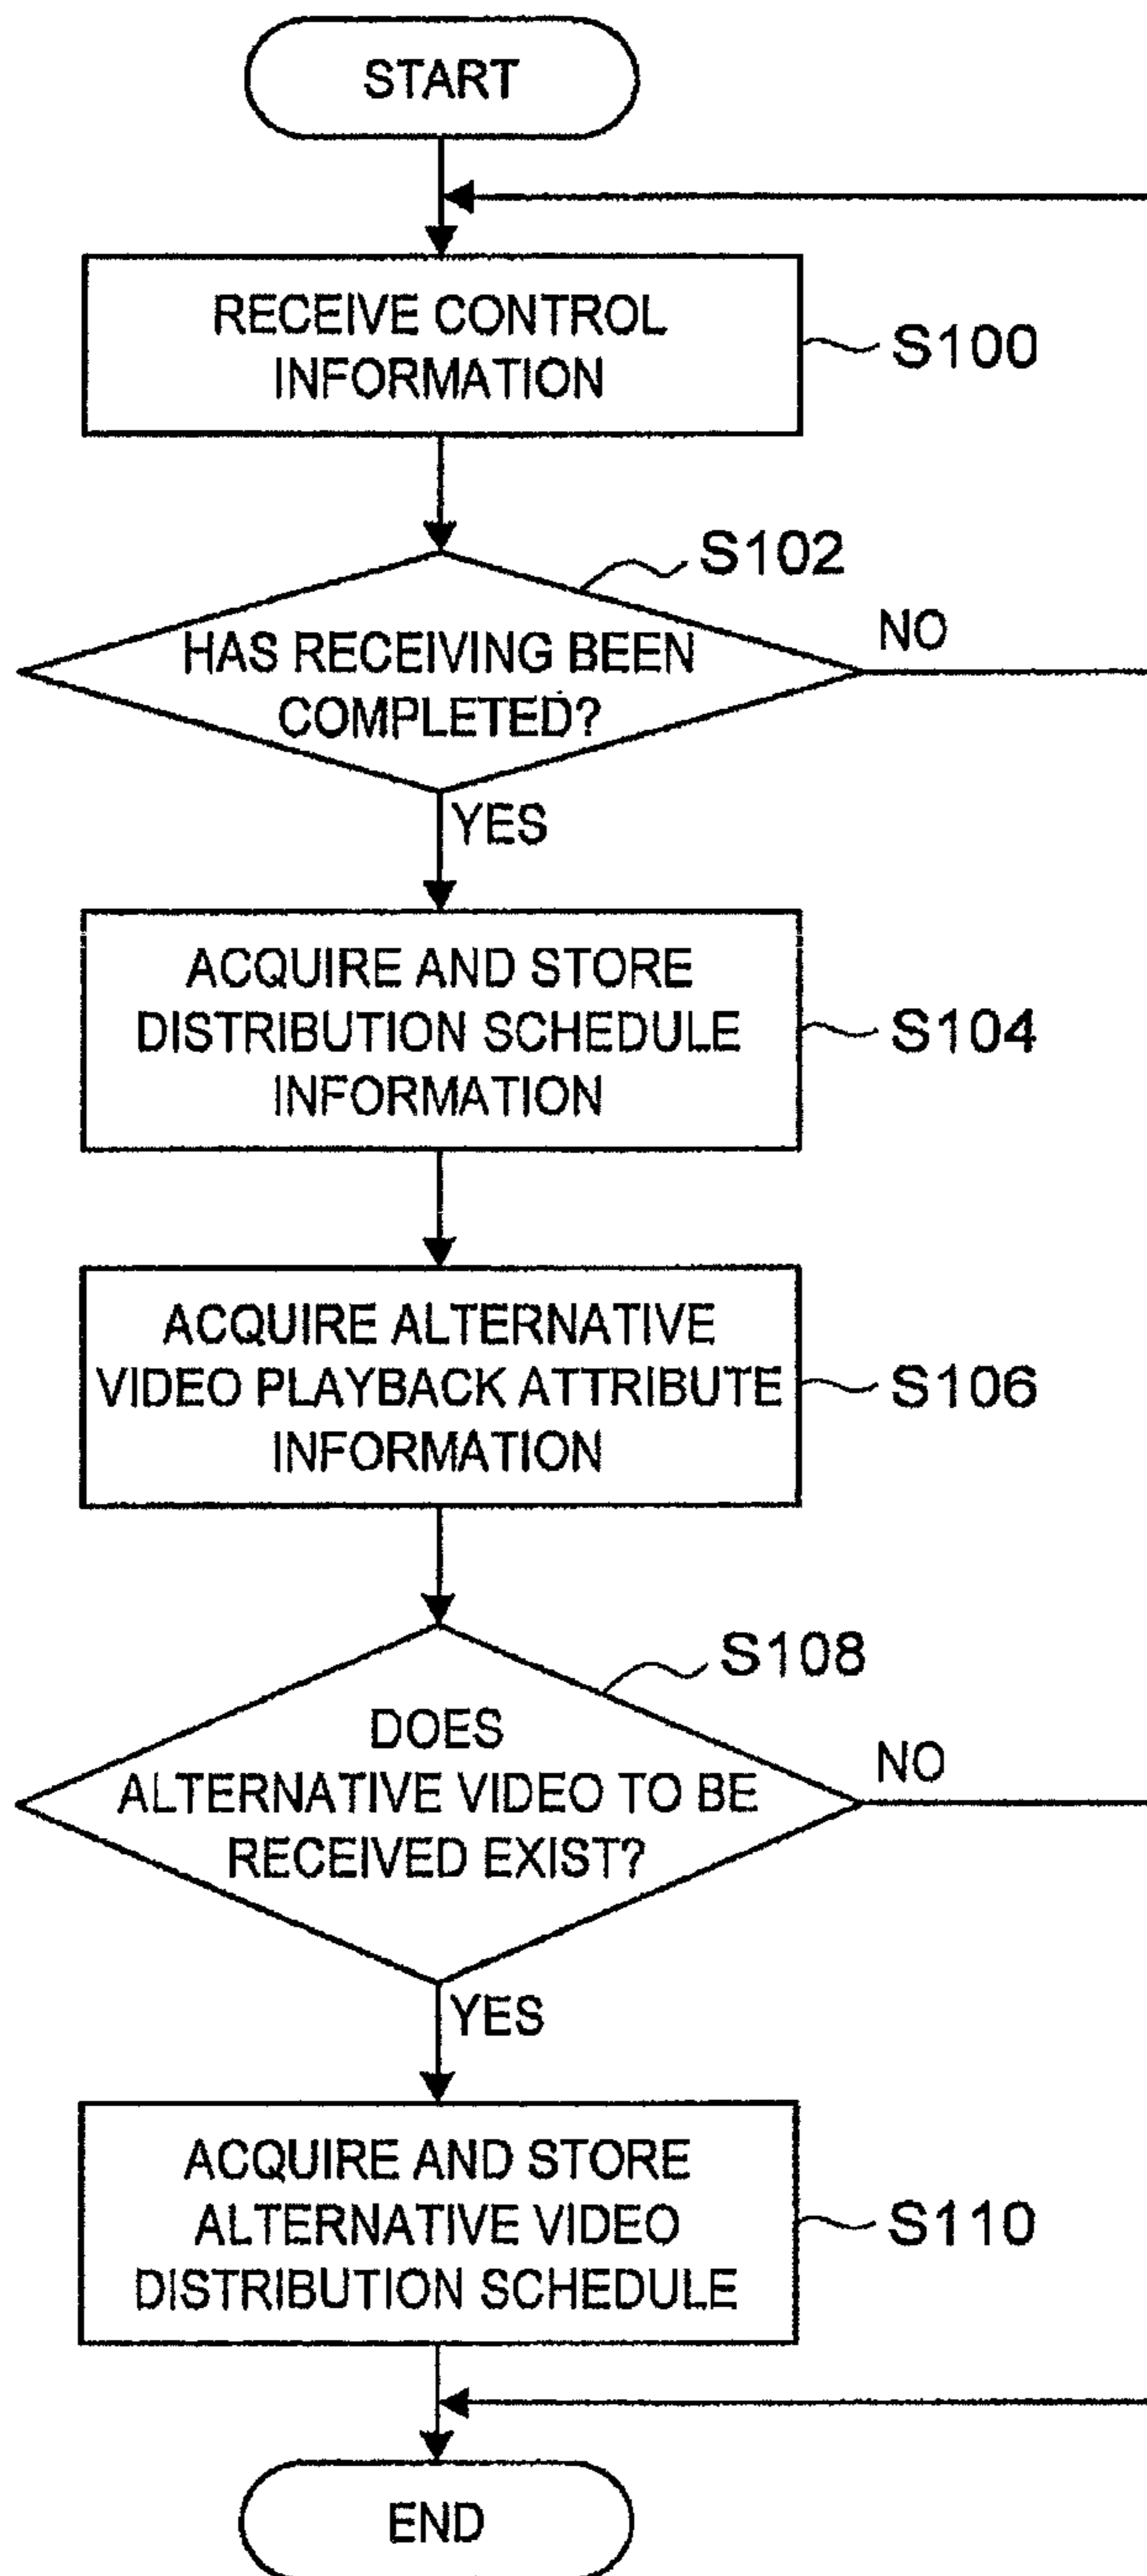 START
RECEIVE CONTROL
INFORMATION
S100
S102
HAS RECEIVING BEEN
COMPLETED?
NO
YES
ACQUIRE AND STORE
DISTRIBUTION SCHEDULE
INFORMATION
S104
ACQUIRE ALTERNATIVE
VIDEO PLAYBACK ATTRIBUTE
INFORMATION
S106
S108
DOES
ALTERNATIVE VIDEO TO BE
RECEIVED EXIST?
NO
YES
ACQUIRE AND STORE
ALTERNATIVE VIDEO
DISTRIBUTION SCHEDULE
S110
END